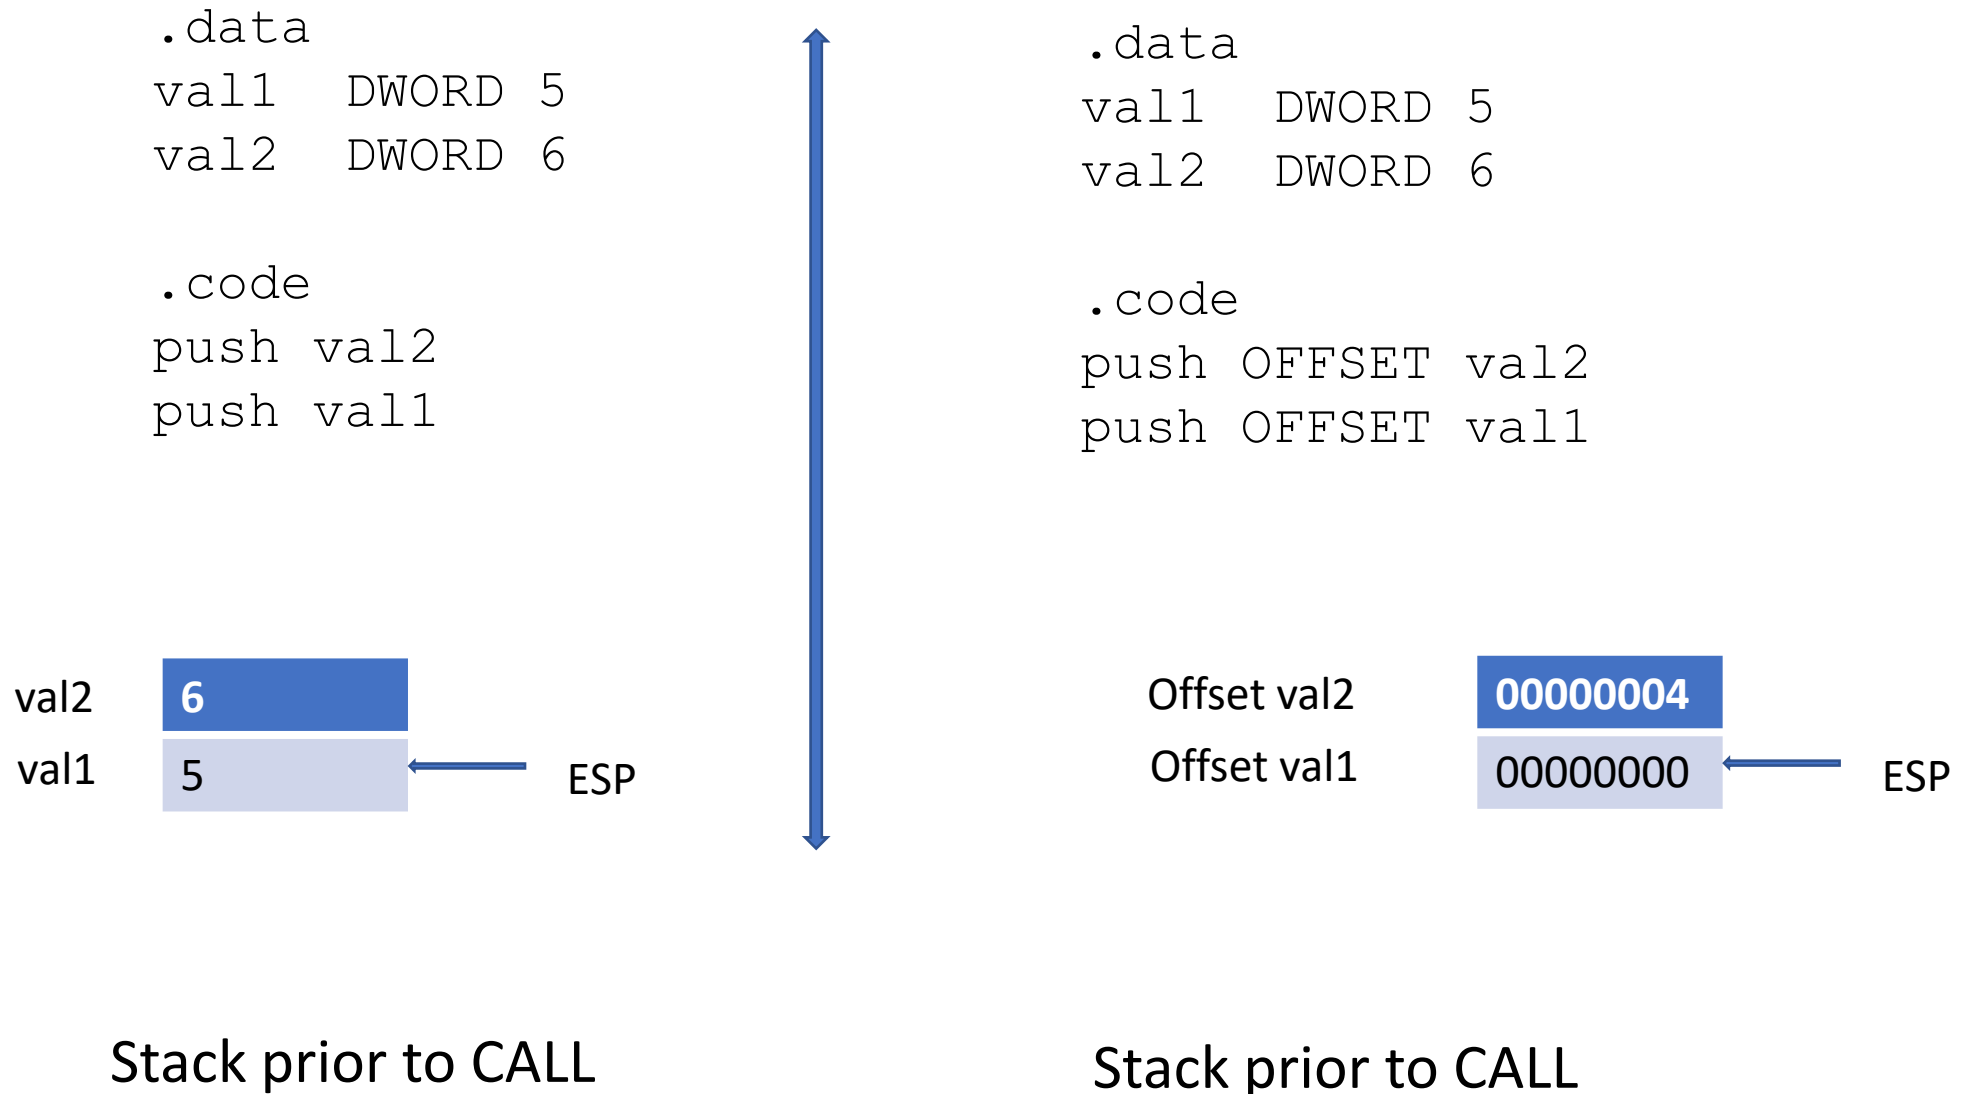 .data
val1  DWORD 5
val2  DWORD 6
.code
push val2
push val1
val2 6
val1 5
ESP
Stack prior to CALL
.data
val1  DWORD 5
val2  DWORD 6
.code
push OFFSET val2
push OFFSET val1
Offset val2 00000004
Offset val1 00000000
ESP
Stack prior to CALL